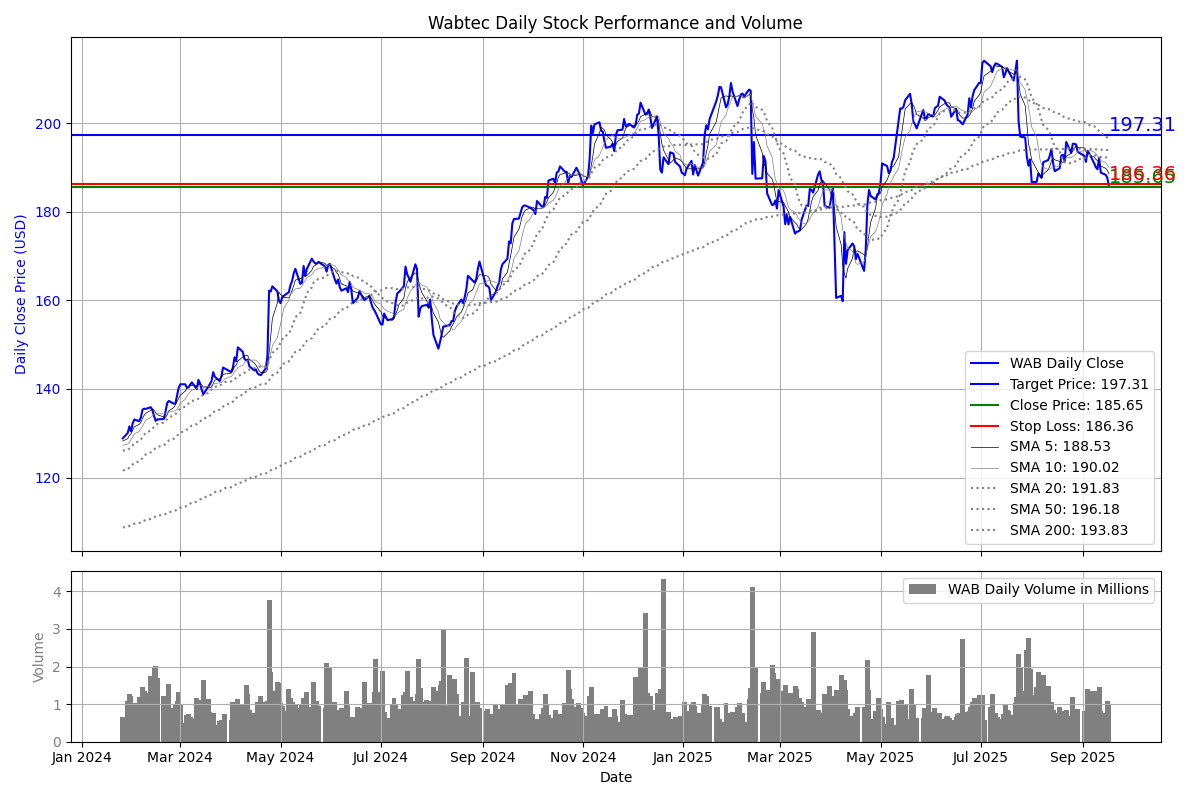 Wabtec Daily Stock Performance and Volume
Daily Close Price (USD)
200
180
160
140
120
197.31
186.36
185.65
WAB Daily Close
Target Price: 197.31
Close Price: 185.65
Stop Loss: 186.36
SMA 5: 188.53
SMA 10: 190.02
SMA 20: 191.83
SMA 50: 196.18
SMA 200: 193.83
Volume
4
3
2
1
0
WAB Daily Volume in Millions
Jan 2024 Mar 2024 May 2024 Jul 2024 Sep 2024 Nov 2024 Jan 2025 Mar 2025 May 2025 Jul 2025 Sep 2025
Date